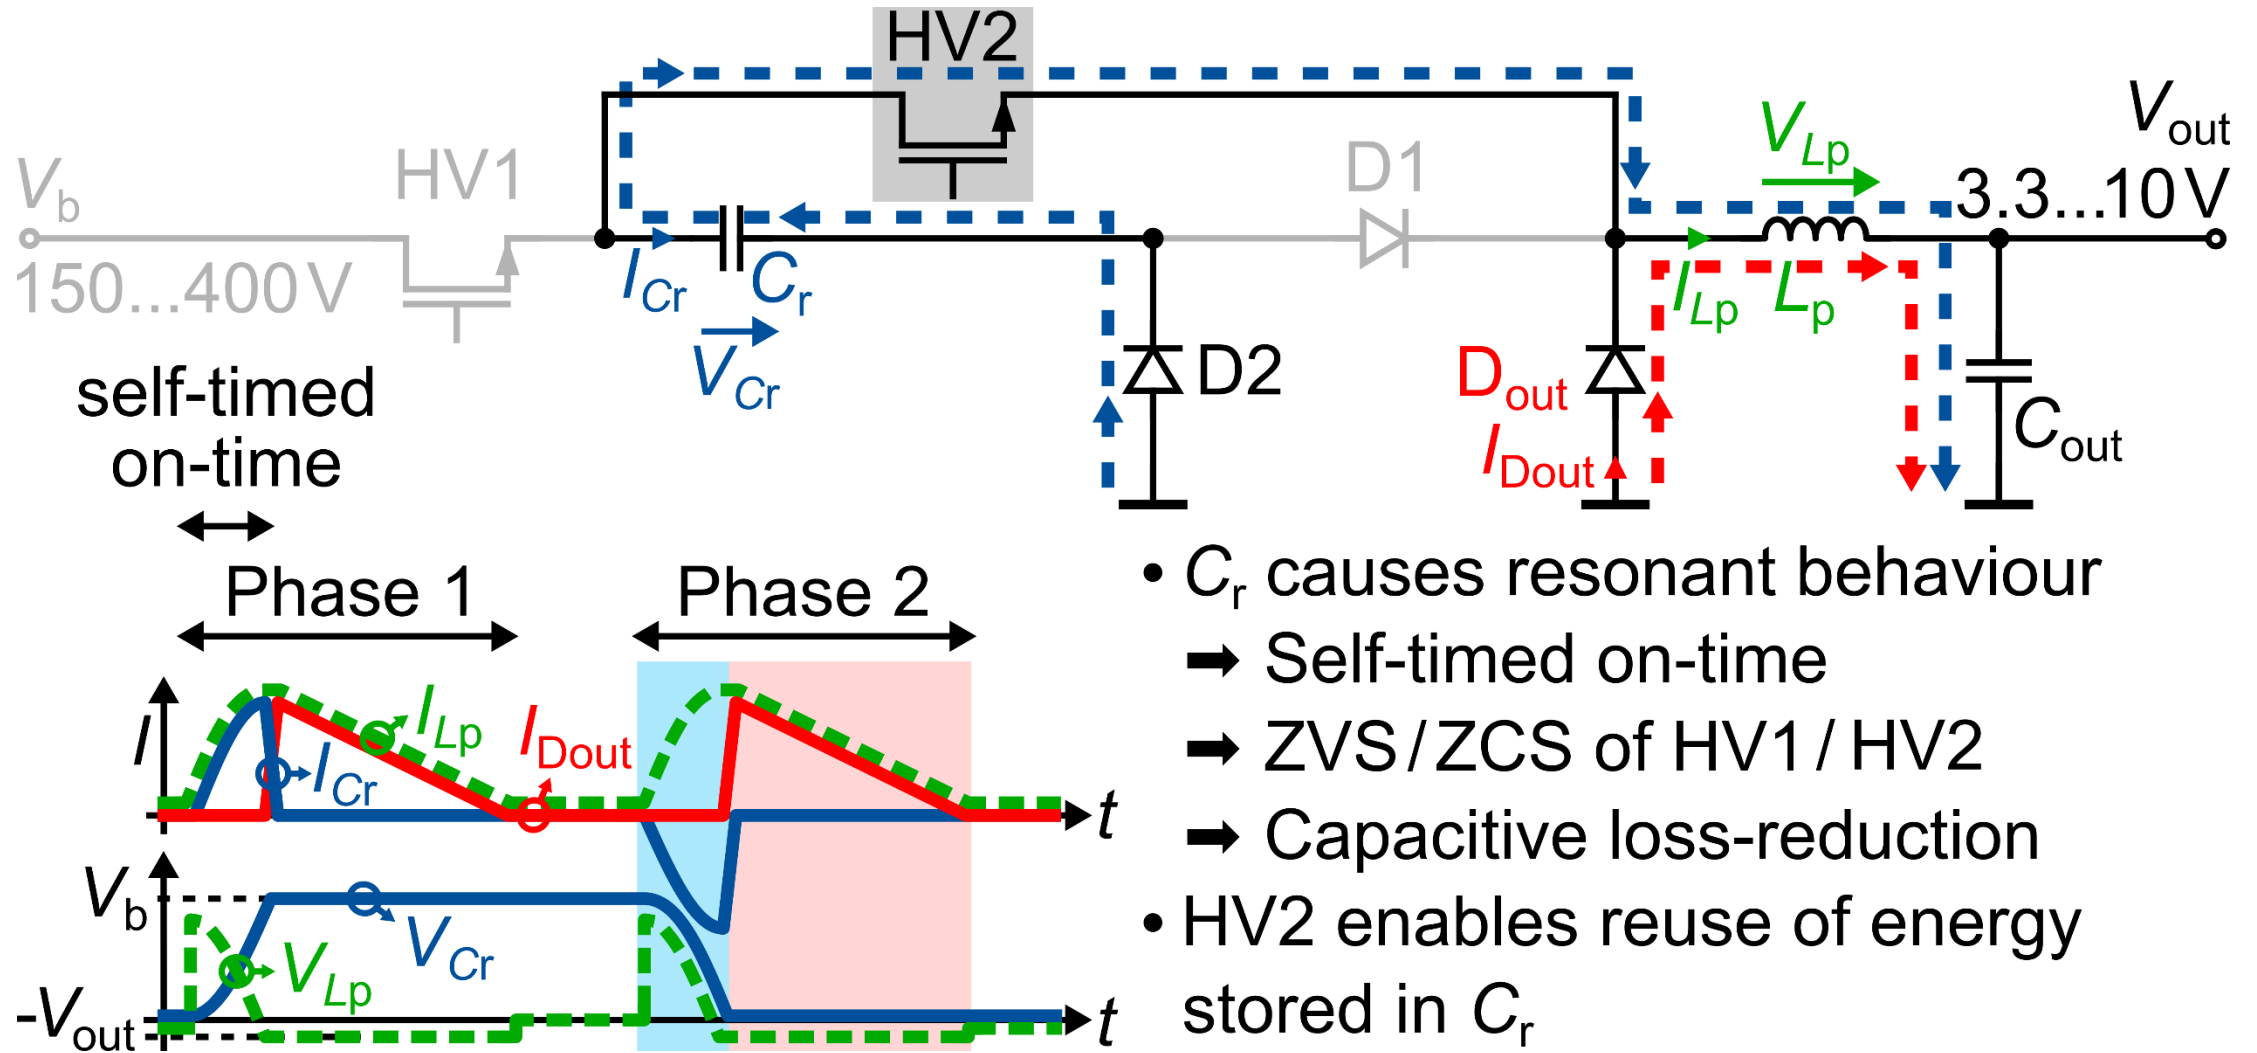 HV2
V_b
HV1
D1
V_Lp
V_out
150...400 V
3.3...10 V
I_Cr
C_r
V_Cr
I_Lp
L_p
D2
D_out
I_Dout
C_out
self-timed
on-time
Phase 1
Phase 2
I
I_Lp
I_Cr
I_Dout
t
V_b
V_Cr
V_Lp
-V_out
t
• C_r causes resonant behaviour
➡ Self-timed on-time
➡ ZVS / ZCS of HV1 / HV2
➡ Capacitive loss-reduction
• HV2 enables reuse of energy
stored in C_r